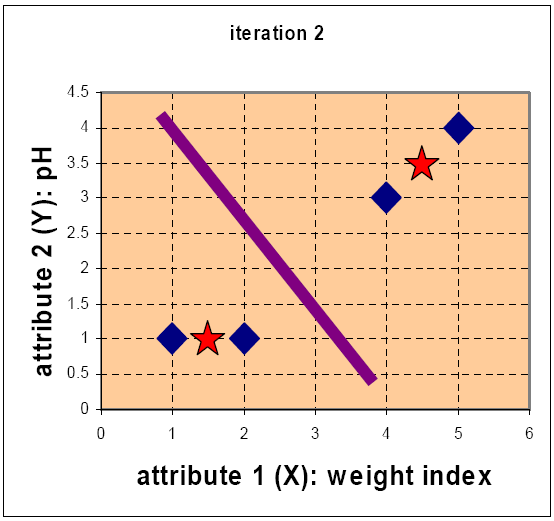 iteration 2
attribute 2 (Y): pH
4.5
4
3.5
3
2.5
2
1.5
1
0.5
0
0 1 2 3 4 5 6
attribute 1 (X): weight index